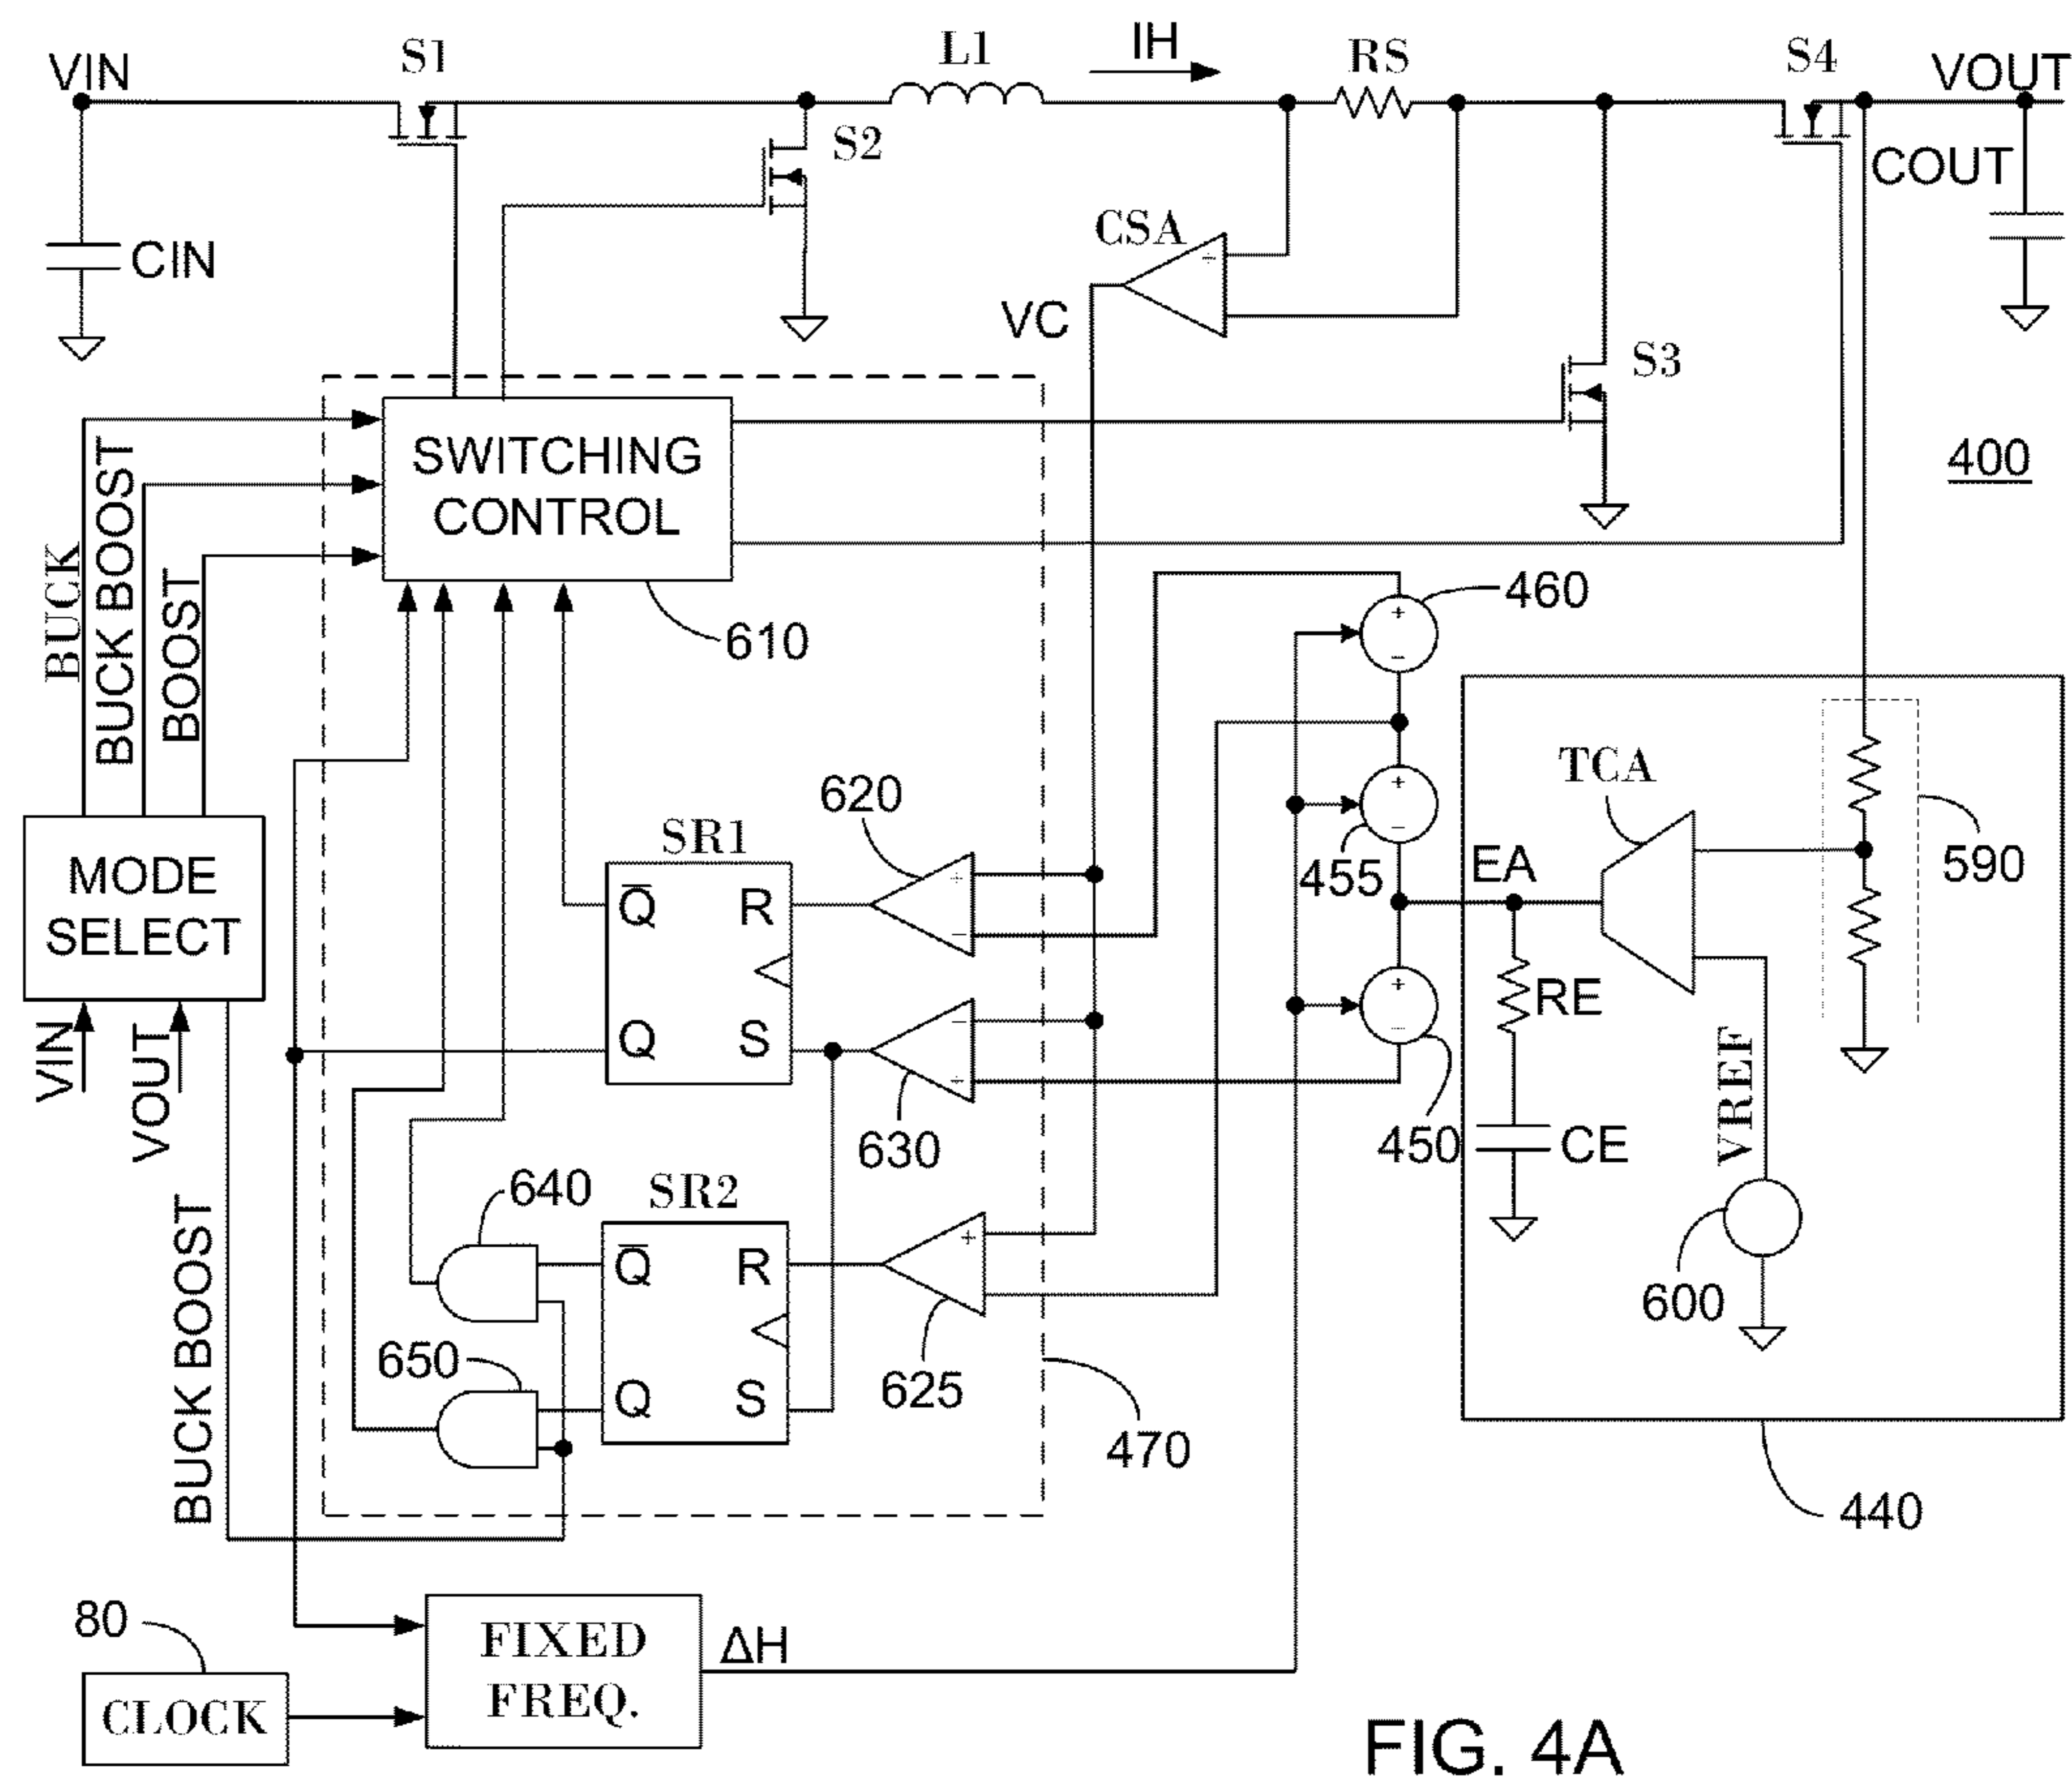 VIN
S1
L1
IH
RS
S4
VOUT
S2
COUT
CSA
÷
CIN
VC
S3
SWITCHING
CONTROL
400
BUCK
BUCK BOOST
BOOST
610
460
+
−
TCA
620
455
+
−
590
SR1
EA
MODE
SELECT
Q̅
R
+
−
Q
S
−
÷
630
450
+
−
RE
VREF
CE
VIN
VOUT
640
SR2
600
Q̅
R
+
625
650
Q
S
470
BUCK BOOST
440
80
CLOCK
FIXED
FREQ.
ΔH
FIG. 4A